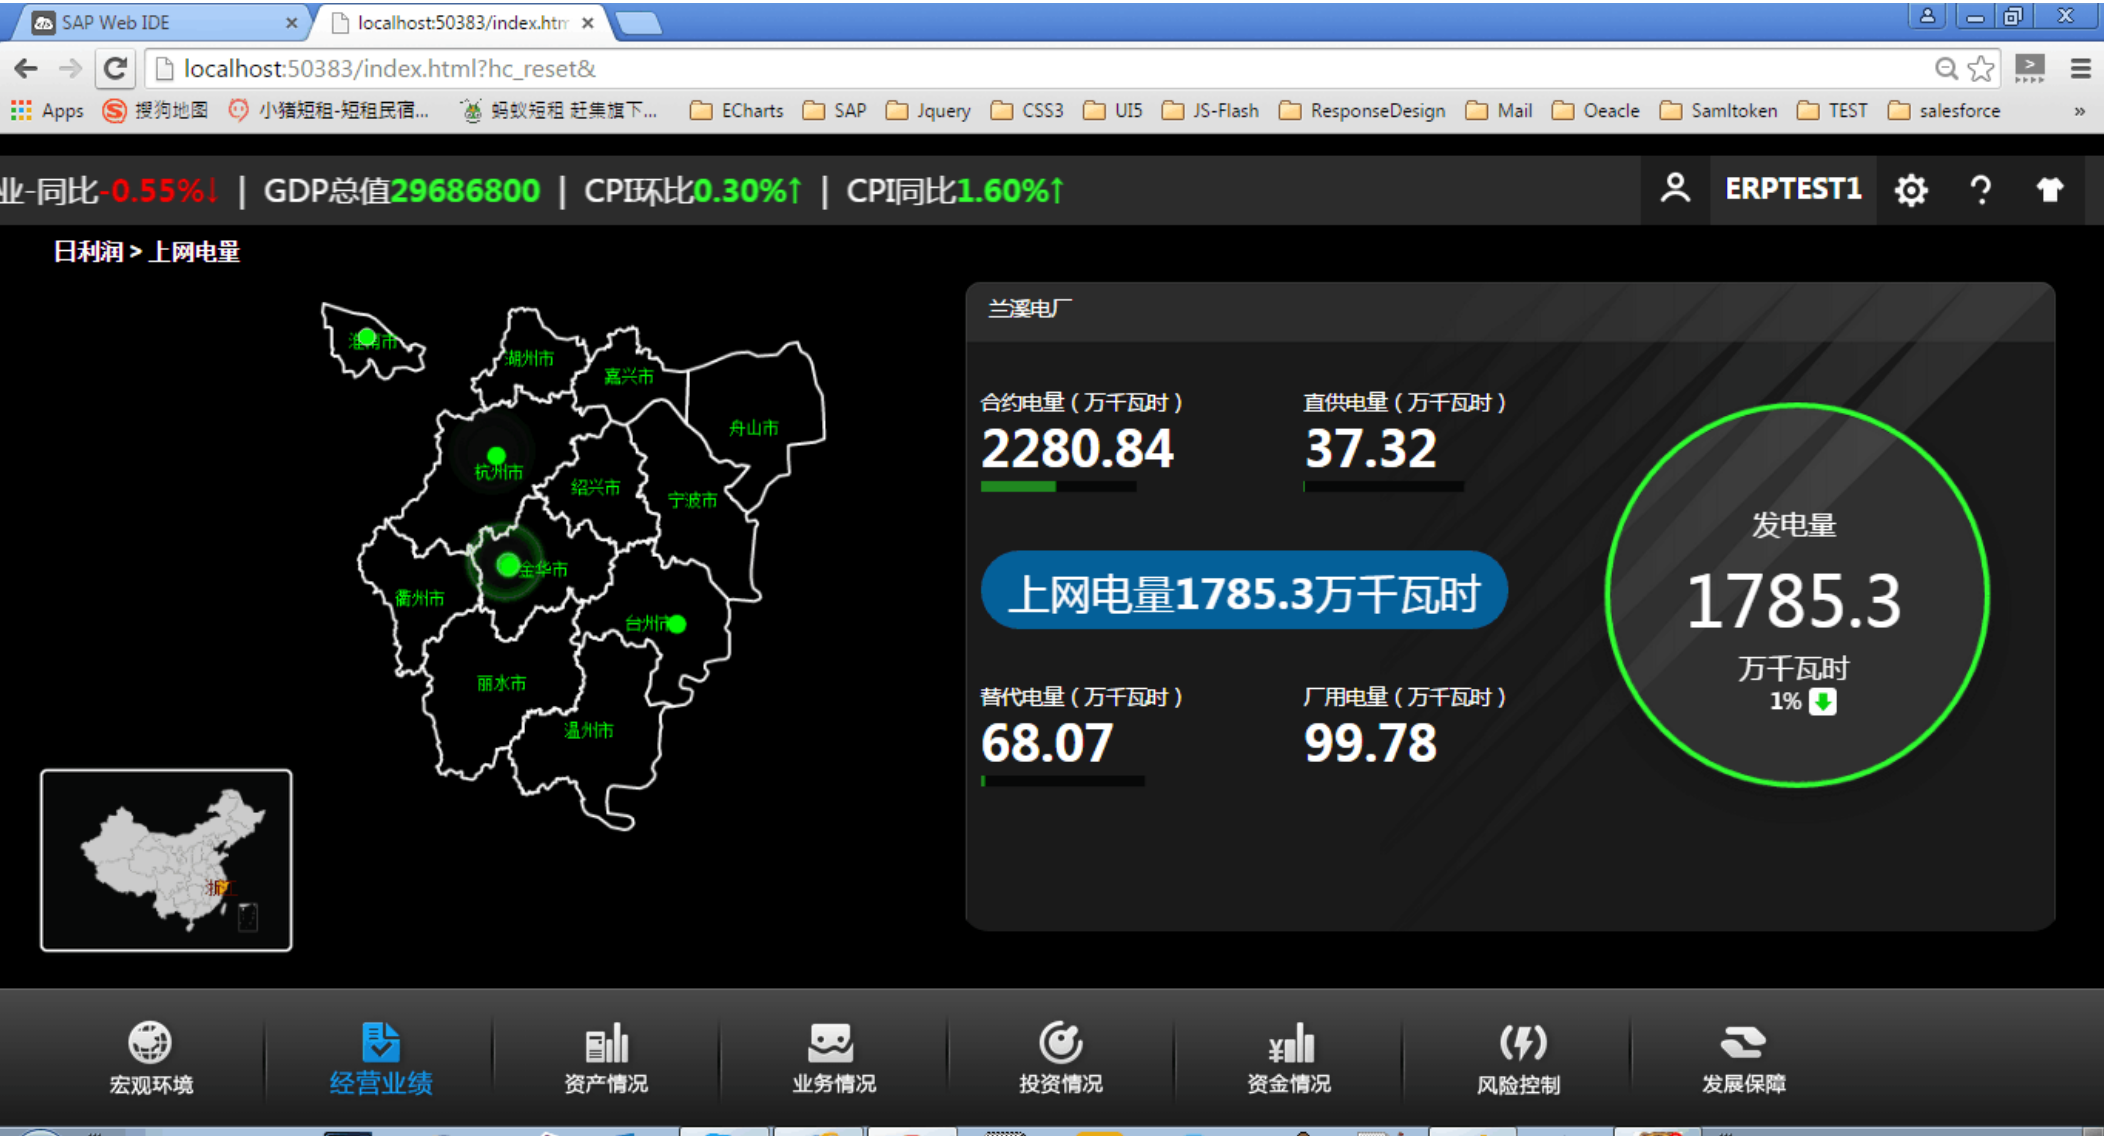 SAP Web IDE
localhost:50383/index.htm
localhost:50383/index.html?hc_reset&
Apps 搜狗地图 小猪短租-短租民宿... 蚂蚁短租 赶集旗下... ECharts SAP Jquery CSS3 UI5 JS-Flash ResponseDesign Mail Oeacle Samltoken TEST salesforce »
业-同比-0.55%↓ | GDP总值29686800 | CPI环比0.30%↑ | CPI同比1.60%↑
ERPTEST1
日利润 > 上网电量
淮南市
湖州市
嘉兴市
舟山市
杭州市
绍兴市
宁波市
金华市
衢州市
台州市
丽水市
温州市
浙江
兰溪电厂
合约电量 ( 万千瓦时 )
2280.84
直供电量 ( 万千瓦时 )
37.32
上网电量1785.3万千瓦时
替代电量 ( 万千瓦时 )
68.07
厂用电量 ( 万千瓦时 )
99.78
发电量
1785.3
万千瓦时
1%
宏观环境 经营业绩 资产情况 业务情况 投资情况 资金情况 风险控制 发展保障